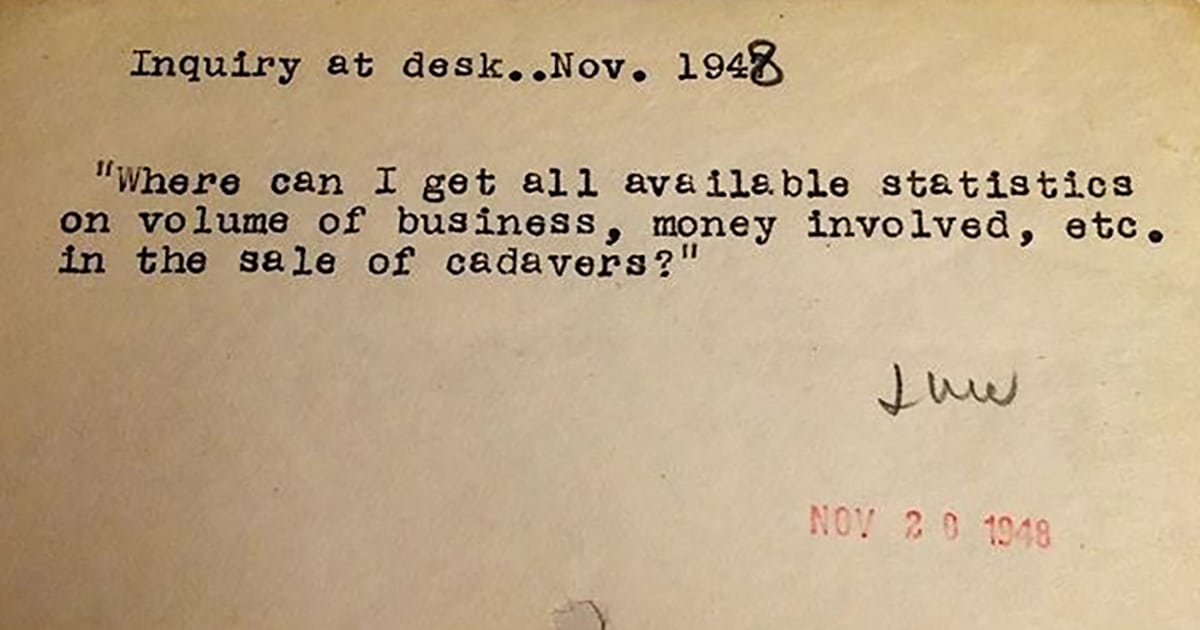 Inquiry at desk..Nov. 1948
"Where can I get all available statistics
on volume of business, money involved, etc.
in the sale of cadavers?"
NOV 20 1948